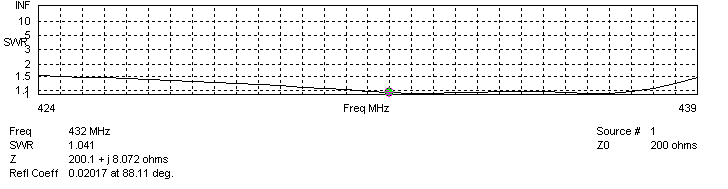 INF
10
5
3
SWR
2
1.5
1.1
1
424 Freq MHz 439
Freq 432 MHz Source # 1
SWR 1.041 Z0 200 ohms
Z 200.1 + j 8.072 ohms
Refl Coeff 0.02017 at 88.11 deg.